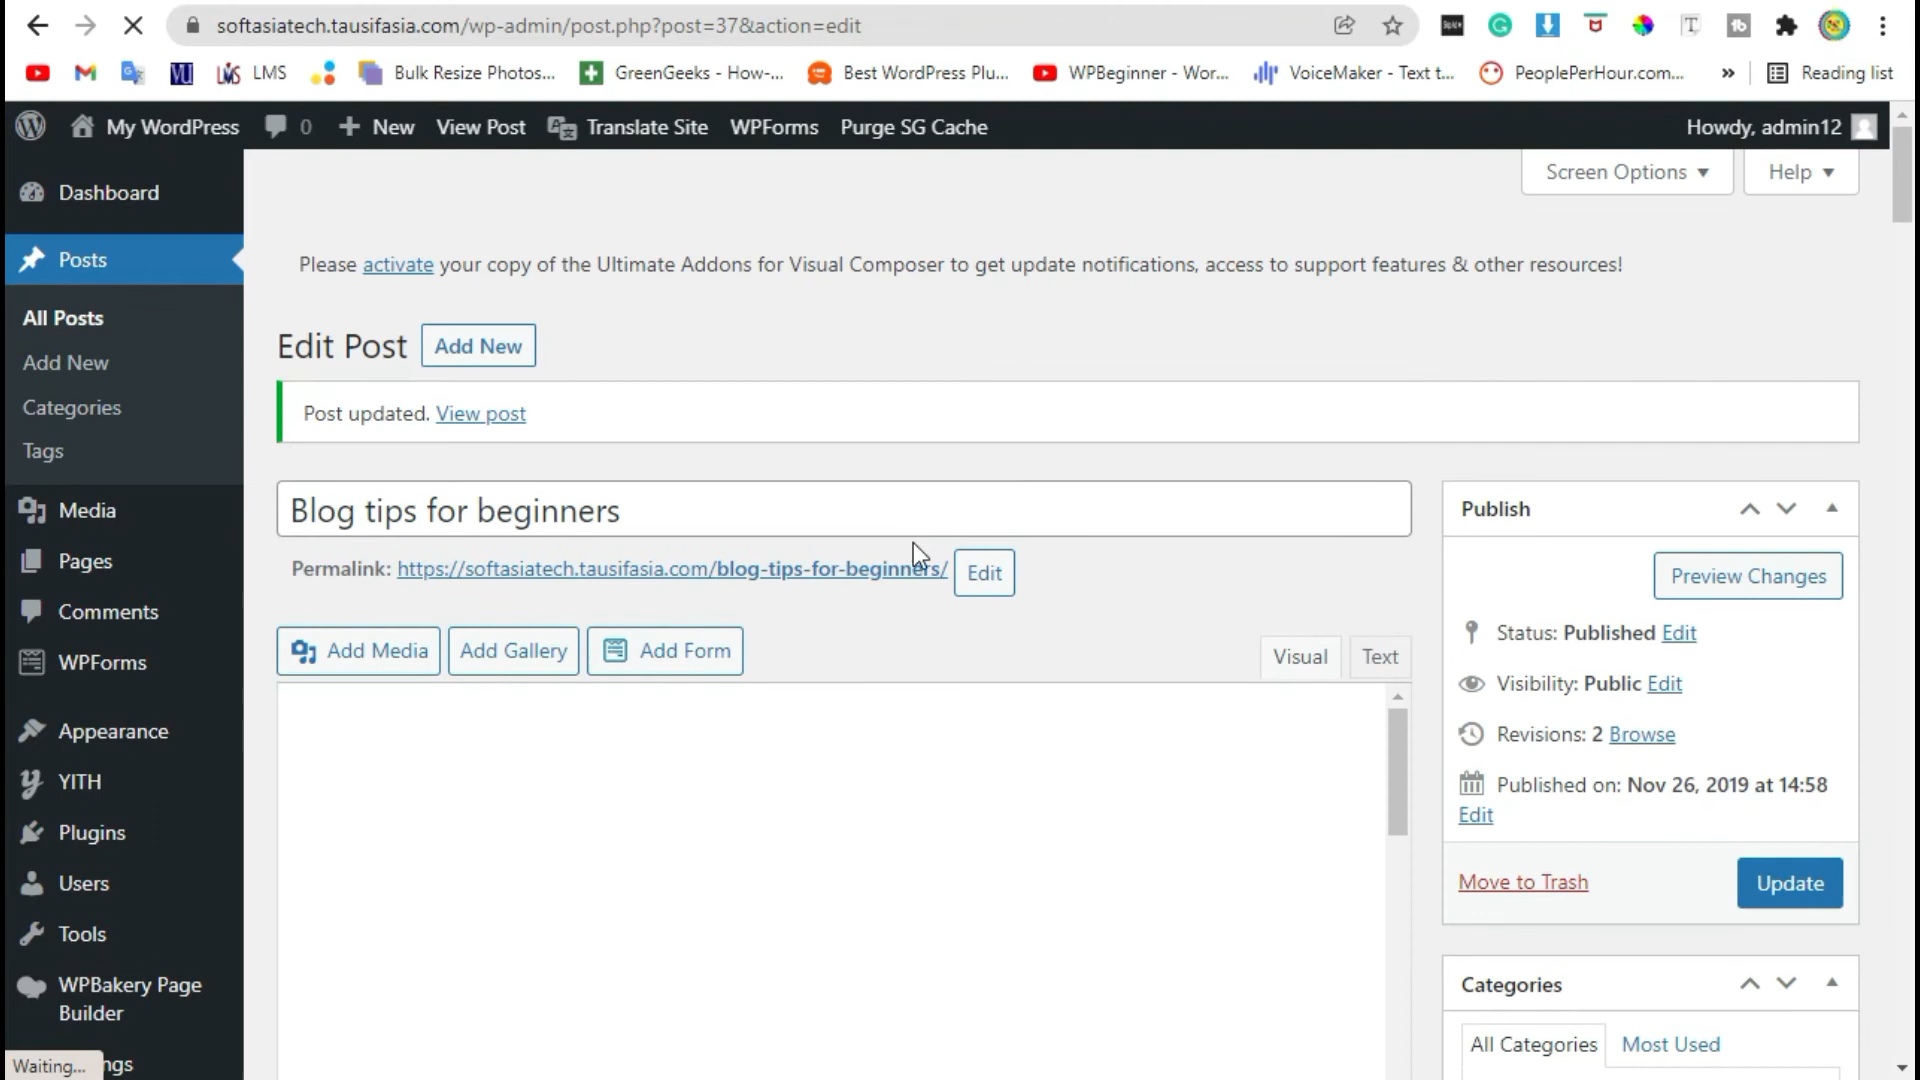 softasiatech.tausifasia.com/wp-admin/post.php?post=37&action=edit
LMS Bulk Resize Photos... GreenGeeks - How-... Best WordPress Plu... WPBeginner - Wor... VoiceMaker - Text t... PeoplePerHour.com... » Reading list
My WordPress 0 + New View Post Translate Site WPForms Purge SG Cache Howdy, admin12
Screen Options ▼ Help ▼
Dashboard
Posts
All Posts
Add New
Categories
Tags
Media
Pages
Comments
WPForms
Appearance
YITH
Plugins
Users
Tools
WPBakery Page
Builder
ngs
Waiting...
Please activate your copy of the Ultimate Addons for Visual Composer to get update notifications, access to support features & other resources!
Edit Post Add New
Post updated. View post
Blog tips for beginners
Permalink: https://softasiatech.tausifasia.com/blog-tips-for-beginners/ Edit
Add Media Add Gallery Add Form
Visual Text
Publish
Preview Changes
Status: Published Edit
Visibility: Public Edit
Revisions: 2 Browse
Published on: Nov 26, 2019 at 14:58
Edit
Move to Trash Update
Categories
All Categories Most Used